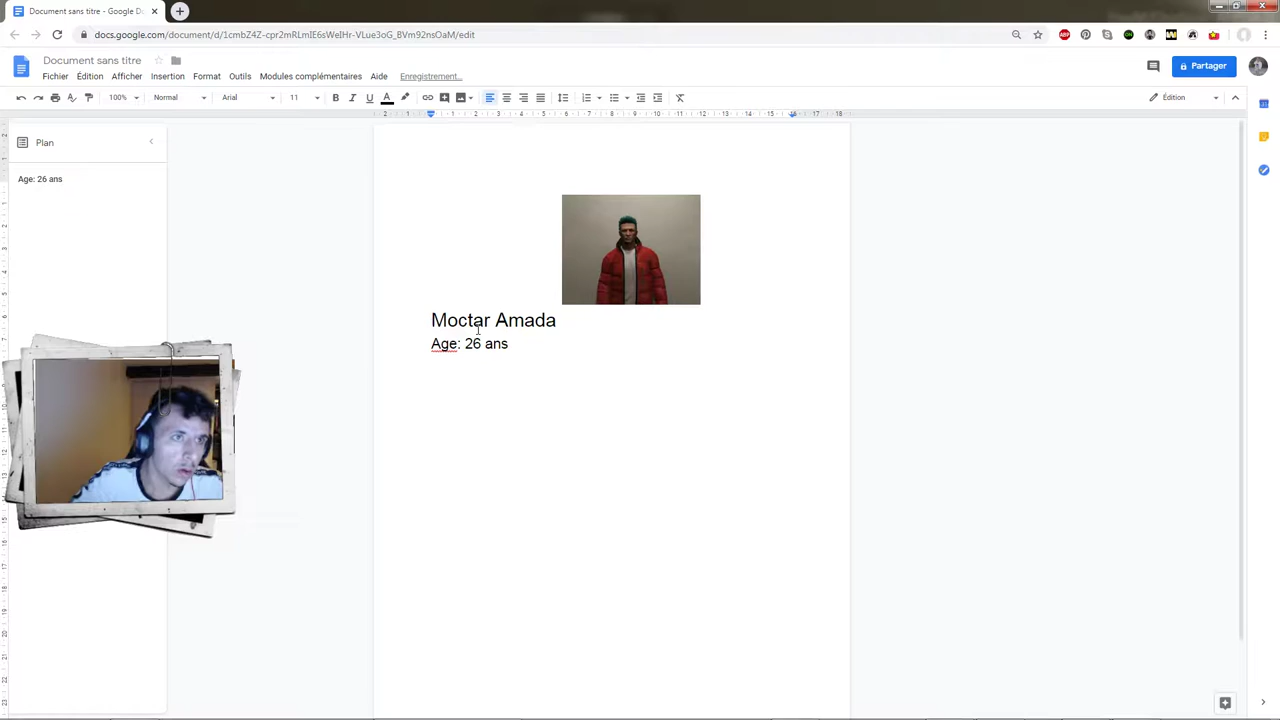 Document sans titre - Google D
docs.google.com/document/d/1cmbZ4Z-cpr2mRLmIE6sWeIHr-VLue3oG_BVm92nsOaM/edit
Document sans titre
Fichier Édition Afficher Insertion Format Outils Modules complémentaires Aide Enregistrement...
Partager
100% Normal Arial 11 Édition
Plan
Age: 26 ans
Moctar Amada
Age: 26 ans